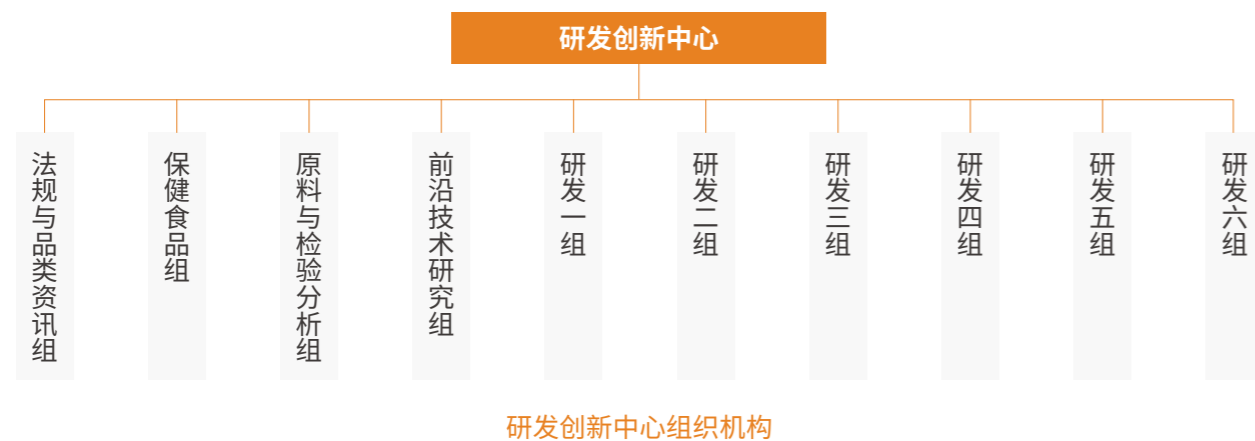 研发创新中心
法规与品类资讯组
保健食品组
原料与检验分析组
前沿技术研究组
研发一组
研发二组
研发三组
研发四组
研发五组
研发六组
研发创新中心组织机构